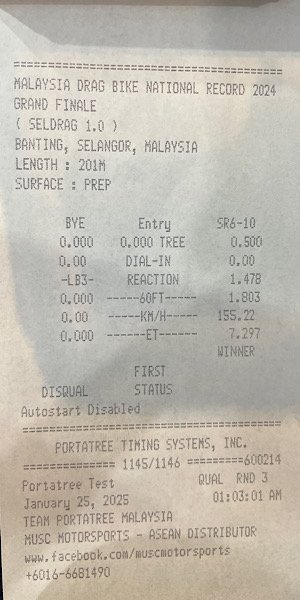 ==============================
MALAYSIA DRAG BIKE NATIONAL RECORD 2024
GRAND FINALE
( SELDRAG 1.0 )
BANTING, SELANGOR, MALAYSIA
LENGTH : 201M
SURFACE : PREP
BYE Entry SR6-10
0.000 0.000 TREE 0.500
0.00 DIAL-IN 0.00
-LB3- REACTION 1.478
0.000 ------60FT----- 1.803
0.00 ------KM/H----- 155.22
0.000 -------ET------ 7.297
WINNER
FIRST
DISQUAL STATUS
Autostart Disabled
==============================
PORTATREE TIMING SYSTEMS, INC.
============= 1145/1146 =========600214
Portatree Test QUAL RND 3
January 25, 2025 01:03:01 AM
TEAM PORTATREE MALAYSIA
MUSC MOTORSPORTS - ASEAN DISTRIBUTOR
www.facebook.com/muscmotorsports
+6016-6681490